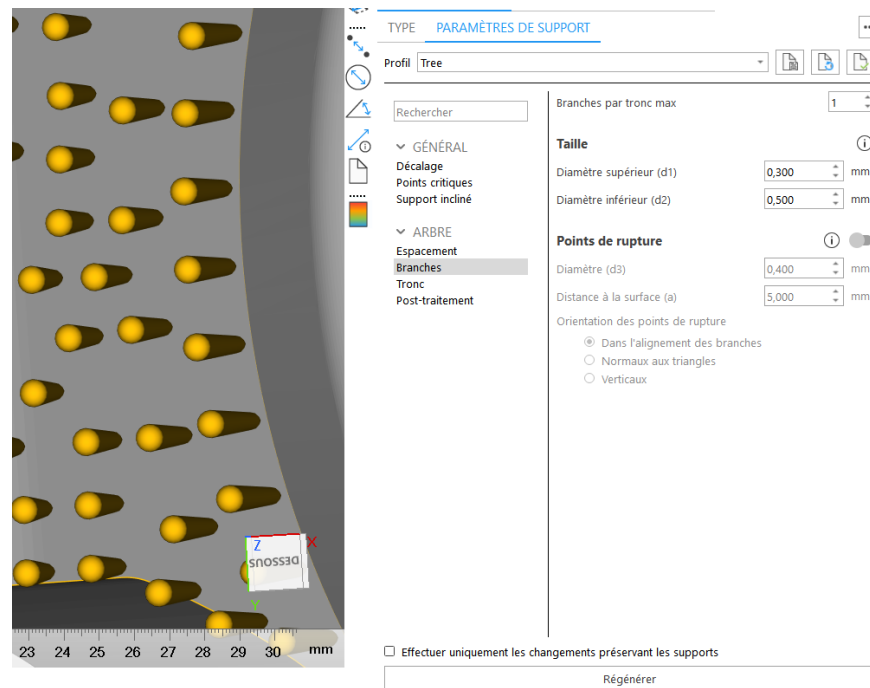 TYPE PARAMÈTRES DE SUPPORT
Profil Tree
Rechercher
GÉNÉRAL
Décalage
Points critiques
Support incliné
ARBRE
Espacement
Branches
Tronc
Post-traitement
Branches par tronc max 1
Taille
Diamètre supérieur (d1) 0,300 mm
Diamètre inférieur (d2) 0,500 mm
Points de rupture
Diamètre (d3) 0,400 mm
Distance à la surface (a) 5,000 mm
Orientation des points de rupture
Dans l'alignement des branches
Normaux aux triangles
Verticaux
Z X
DESSOUS
Y
23 24 25 26 27 28 29 30 mm
Effectuer uniquement les changements préservant les supports
Régénérer